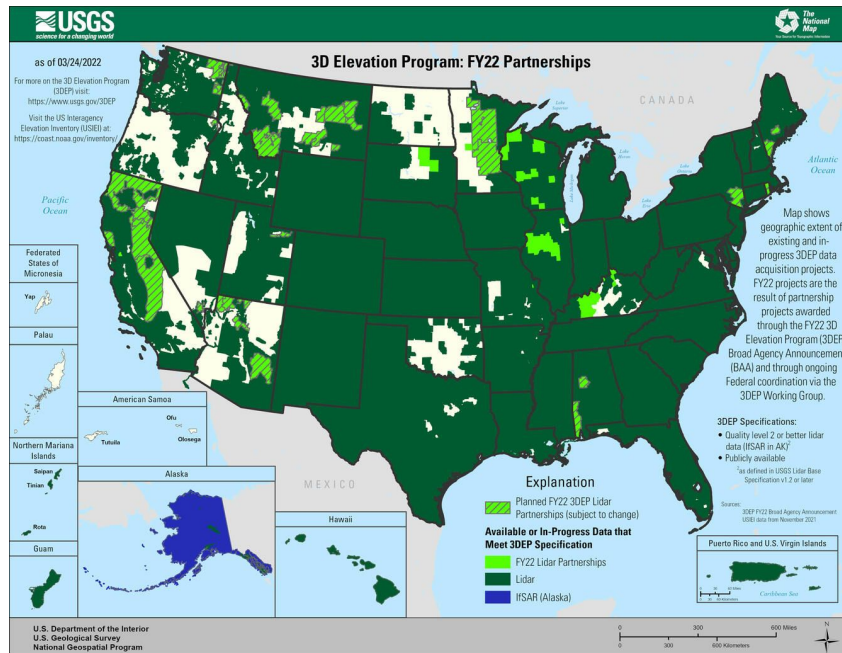 USGS
science for a changing world
The
National
Map
3D Elevation Program: FY22 Partnerships
as of 03/24/2022
For more on the 3D Elevation Program
(3DEP) visit:
https://www.usgs.gov/3DEP
Visit the US Interagency
Elevation Inventory (USIEI) at:
https://coast.noaa.gov/inventory/
CANADA
Lake
Superior
Lake
Huron
Lake Michigan
Lake
Ontario
Lake
Erie
Atlantic
Ocean
Pacific
Ocean
MEXICO
Map shows
geographic extent of
existing and in-
progress 3DEP data
acquisition projects.
FY22 projects are the
result of partnership
projects awarded
through the FY22 3D
Elevation Program (3DEP
Broad Agency Announcemen
(BAA) and through ongoing
Federal coordination via the
3DEP Working Group.
3DEP Specifications:
• Quality level 2 or better lidar
data (IfSAR in AK)²
• Publicly available
²as defined in USGS Lidar Base
Specification v1.2 or later
Sources:
3DEP FY22 Broad Agency Announcement
USIEI data from November 2021
Federated
States of
Micronesia
Yap
Palau
American Samoa
Ofu
Olosega
Tutuila
Northern Mariana
Islands
Saipan
Tinian
Rota
Guam
Alaska
Hawaii
Explanation
Planned FY22 3DEP Lidar
Partnerships (subject to change)
Available or In-Progress Data that
Meet 3DEP Specification
FY22 Lidar Partnerships
Lidar
IfSAR (Alaska)
Puerto Rico and U.S. Virgin Islands
Caribbean Sea
U.S. Department of the Interior
U.S. Geological Survey
National Geospatial Program
0 300 600 Miles
0 300 600 Kilometers
N